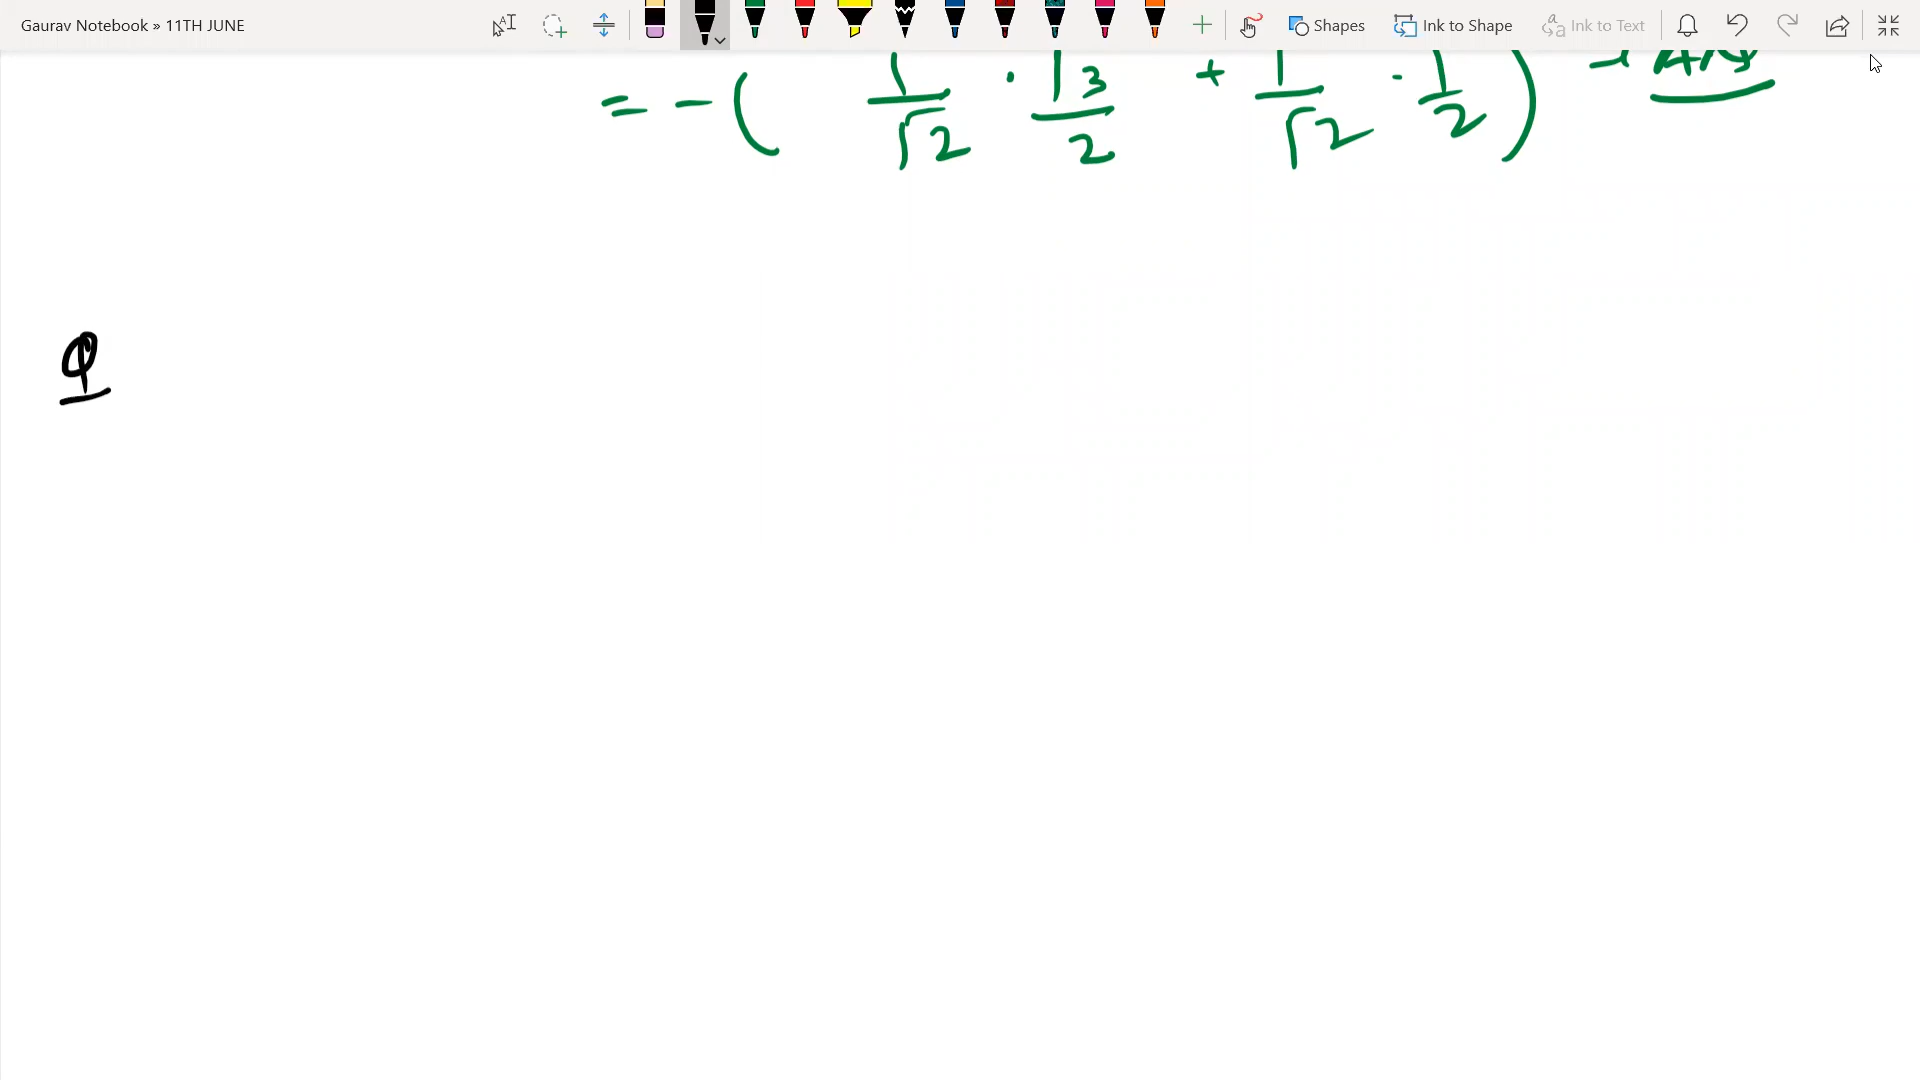 Gaurav Notebook » 11TH JUNE Shapes Ink to Shape Ink to Text
= - ( 1/√2 · √3/2 + 1/√2 · 1/2 ) → Ans
Q